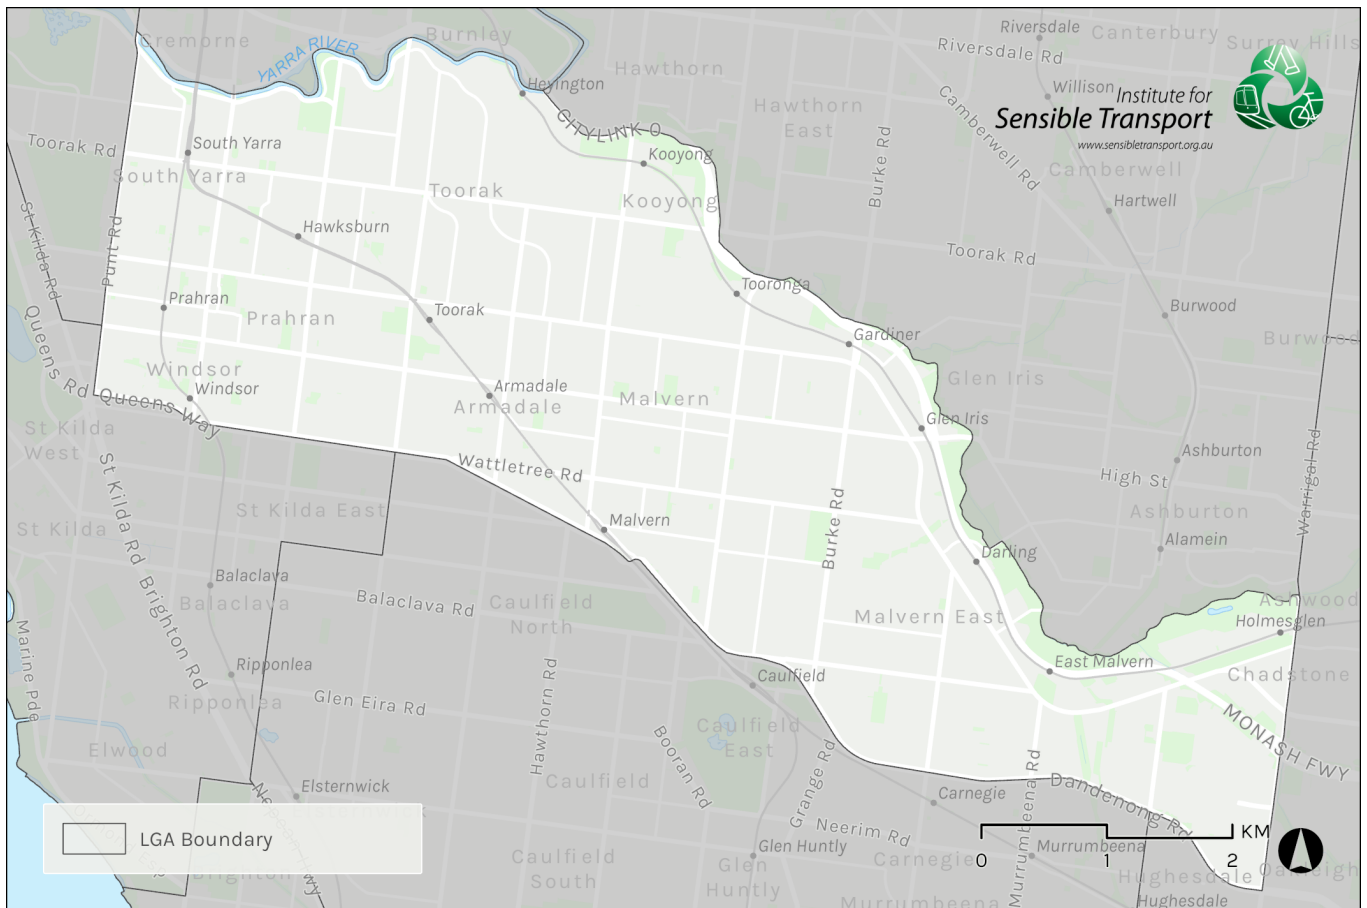 Cremorne
Burnley
YARRA RIVER
Heyington
Hawthorn
CITYLINK O
Hawthorn
East
Riversdale
Riversdale Rd
Canterbury
Surrey Hills
Willison
Institute for
Sensible Transport
www.sensibletransport.org.au
Camberwell Rd
Camberwell
Hartwell
Burke Rd
Toorak Rd
South Yarra
South Yarra
Toorak
Kooyong
Kooyong
St Kilda Rd
Punt Rd
Hawksburn
Toorak Rd
Tooronga
Prahran
Prahran
Toorak
Burwood
Burwood
Gardiner
Queens Rd
Windsor
Windsor
Queens Way
Armadale
Armadale
Malvern
Glen Iris
Glen Iris
St Kilda
West
Wattletree Rd
Ashburton
High St
Ashburton
Warrigal Rd
Alamein
St Kilda Rd
St Kilda
St Kilda East
Malvern
Burke Rd
Darling
Balaclava
Balaclava
Brighton Rd
Balaclava Rd
Caulfield
North
Malvern East
Ashwood
Holmesglen
Marine Pde
Ripponlea
Ripponlea
Glen Eira Rd
Hawthorn Rd
Caulfield
East Malvern
Chadstone
MONASH FWY
Elwood
Caulfield
East
Booran Rd
Grange Rd
Caulfield
Elsternwick
Murrumbeena Rd
Dandenong Rd
Carnegie
LGA Boundary
Neerim Rd
Glen Huntly
Carnegie
Murrumbeena
KM
0
1
2
Caulfield
South
Glen
Huntly
Brighton
Hughesdale
Oakleigh
Murrumbeena
Hughesdale